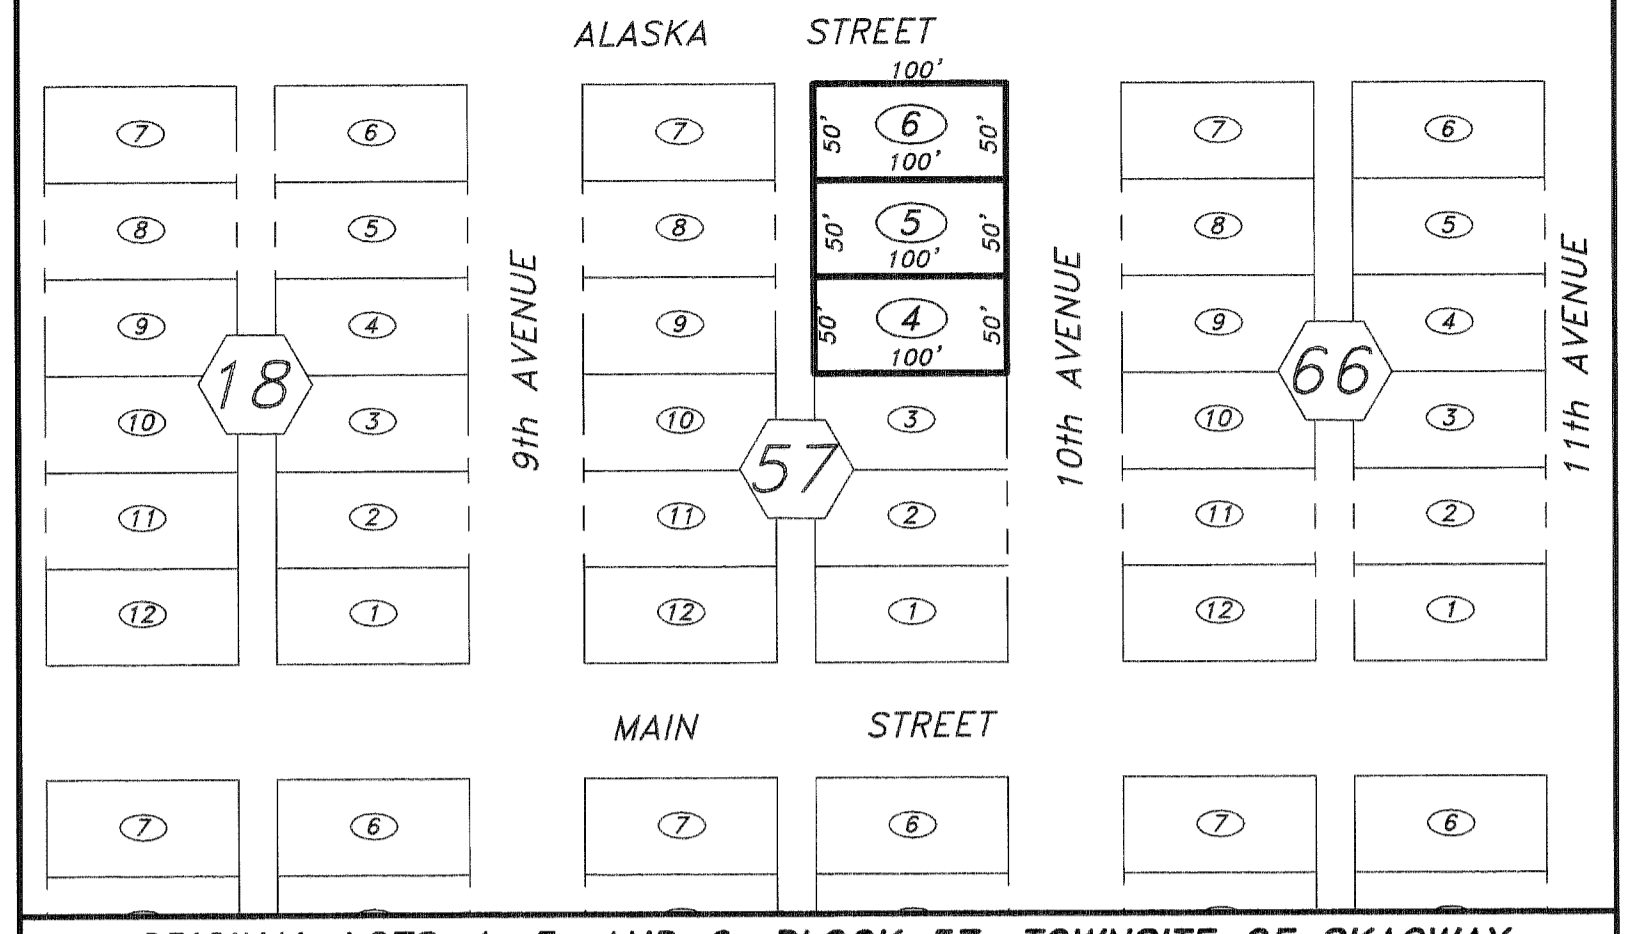 ALASKA STREET
100'
7 6 7 50' 6 50' 7 6
100'
8 5 8 50' 5 50' 8 5
100'
9 4 9 50' 4 50' 9 4
100'
18 57 66
9th AVENUE
10th AVENUE
11th AVENUE
10 3 10 3 10 3
11 2 11 2 11 2
12 1 12 1 12 1
MAIN STREET
7 6 7 6 7 6